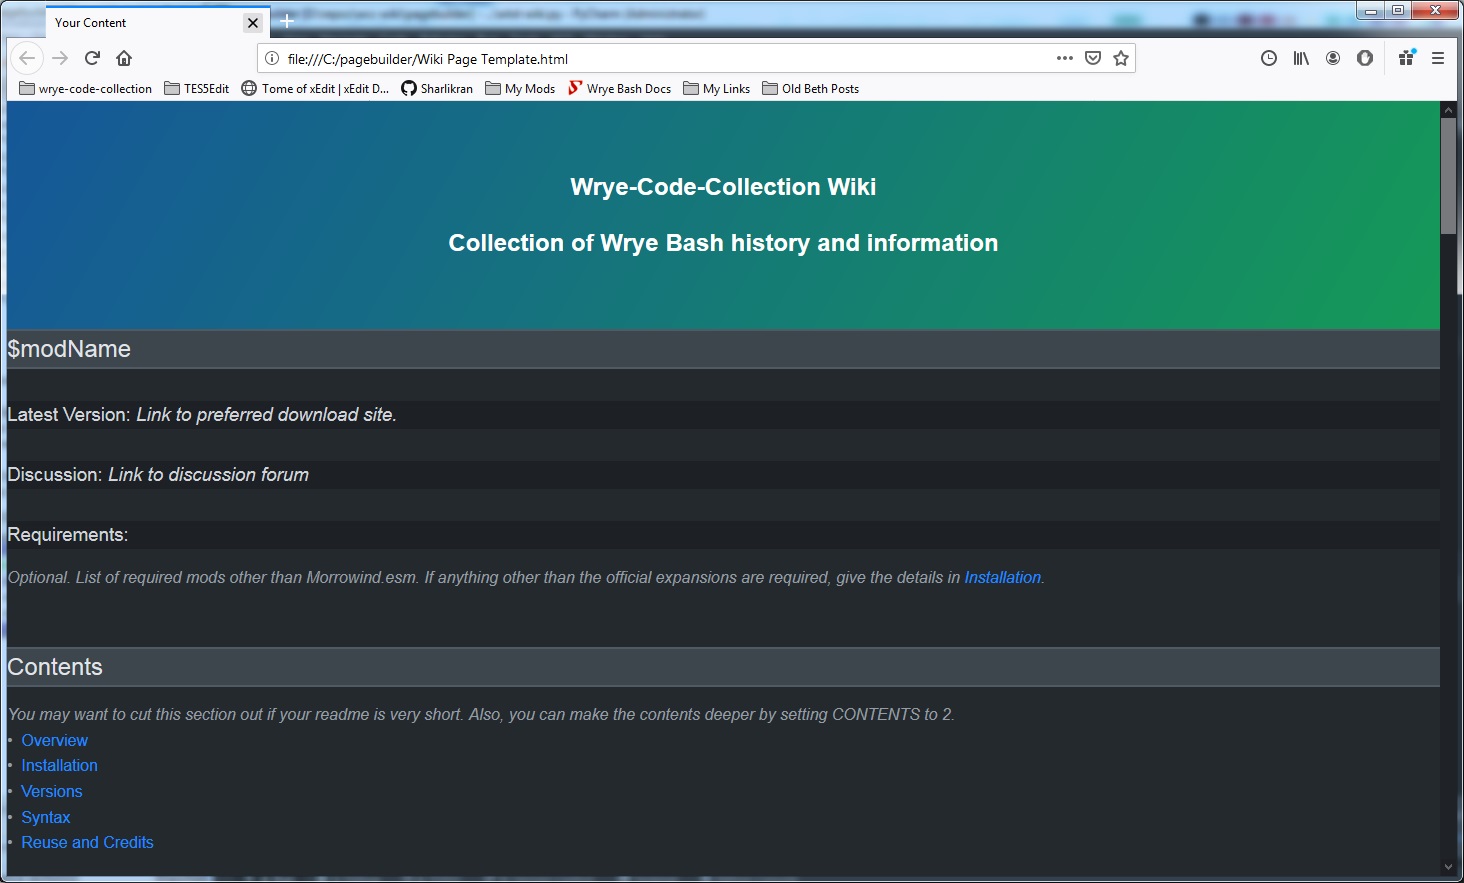 Your Content
file:///C:/pagebuilder/Wiki Page Template.html
wrye-code-collection TES5Edit Tome of xEdit | xEdit D... Sharlikran My Mods Wrye Bash Docs My Links Old Beth Posts
Wrye-Code-Collection Wiki
Collection of Wrye Bash history and information
$modName
Latest Version: Link to preferred download site.
Discussion: Link to discussion forum
Requirements:
Optional. List of required mods other than Morrowind.esm. If anything other than the official expansions are required, give the details in Installation.
Contents
You may want to cut this section out if your readme is very short. Also, you can make the contents deeper by setting CONTENTS to 2.
• Overview
• Installation
• Versions
• Syntax
• Reuse and Credits